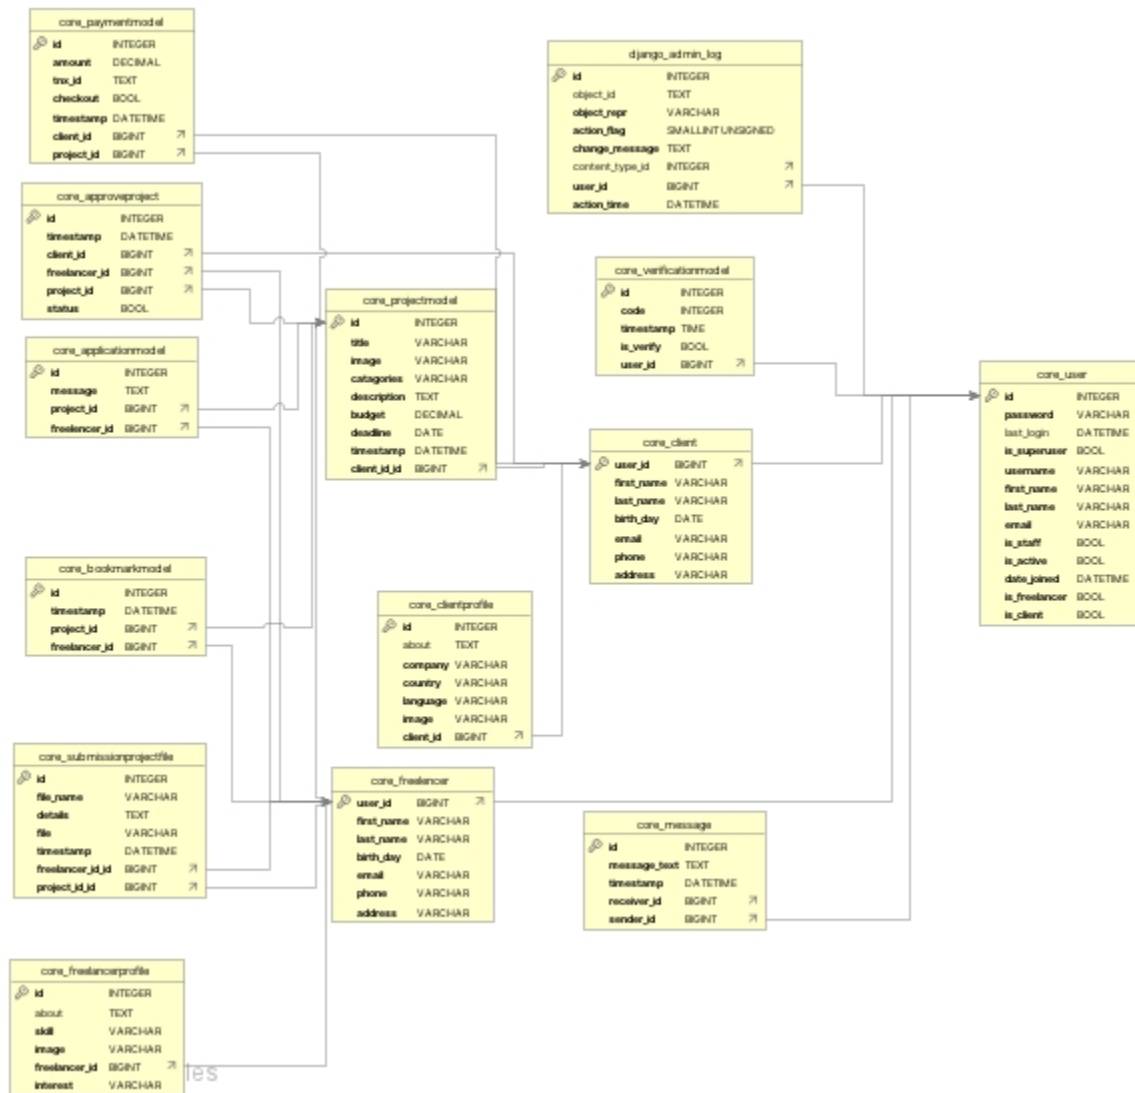 core_paymentmodel
id INTEGER
amount DECIMAL
tnx_id TEXT
checkout BOOL
timestamp DATETIME
client_id BIGINT
project_id BIGINT
core_approveproject
id INTEGER
timestamp DATETIME
client_id BIGINT
freelancer_id BIGINT
project_id BIGINT
status BOOL
core_applicationmodel
id INTEGER
message TEXT
project_id BIGINT
freelencer_id BIGINT
core_bookmarkmodel
id INTEGER
timestamp DATETIME
project_id BIGINT
freelancer_id BIGINT
core_submissionprojectfile
id INTEGER
file_name VARCHAR
details TEXT
file VARCHAR
timestamp DATETIME
freelancer_id_id BIGINT
project_id_id BIGINT
core_freelancerprofile
id INTEGER
about TEXT
skill VARCHAR
image VARCHAR
freelancer_id BIGINT
interest VARCHAR
les
core_projectmodel
id INTEGER
title VARCHAR
image VARCHAR
catagories VARCHAR
description TEXT
budget DECIMAL
deadline DATE
timestamp DATETIME
client_id_id BIGINT
core_clientprofile
id INTEGER
about TEXT
company VARCHAR
country VARCHAR
language VARCHAR
image VARCHAR
client_id BIGINT
core_freelencer
user_id BIGINT
first_name VARCHAR
last_name VARCHAR
birth_day DATE
email VARCHAR
phone VARCHAR
address VARCHAR
django_admin_log
id INTEGER
object_id TEXT
object_repr VARCHAR
action_flag SMALLINT UNSIGNED
change_message TEXT
content_type_id INTEGER
user_id BIGINT
action_time DATETIME
core_verificationmodel
id INTEGER
code INTEGER
timestamp TIME
is_verify BOOL
user_id BIGINT
core_client
user_id BIGINT
first_name VARCHAR
last_name VARCHAR
birth_day DATE
email VARCHAR
phone VARCHAR
address VARCHAR
core_message
id INTEGER
message_text TEXT
timestamp DATETIME
receiver_id BIGINT
sender_id BIGINT
core_user
id INTEGER
password VARCHAR
last_login DATETIME
is_superuser BOOL
username VARCHAR
first_name VARCHAR
last_name VARCHAR
email VARCHAR
is_staff BOOL
is_active BOOL
date_joined DATETIME
is_freelancer BOOL
is_client BOOL